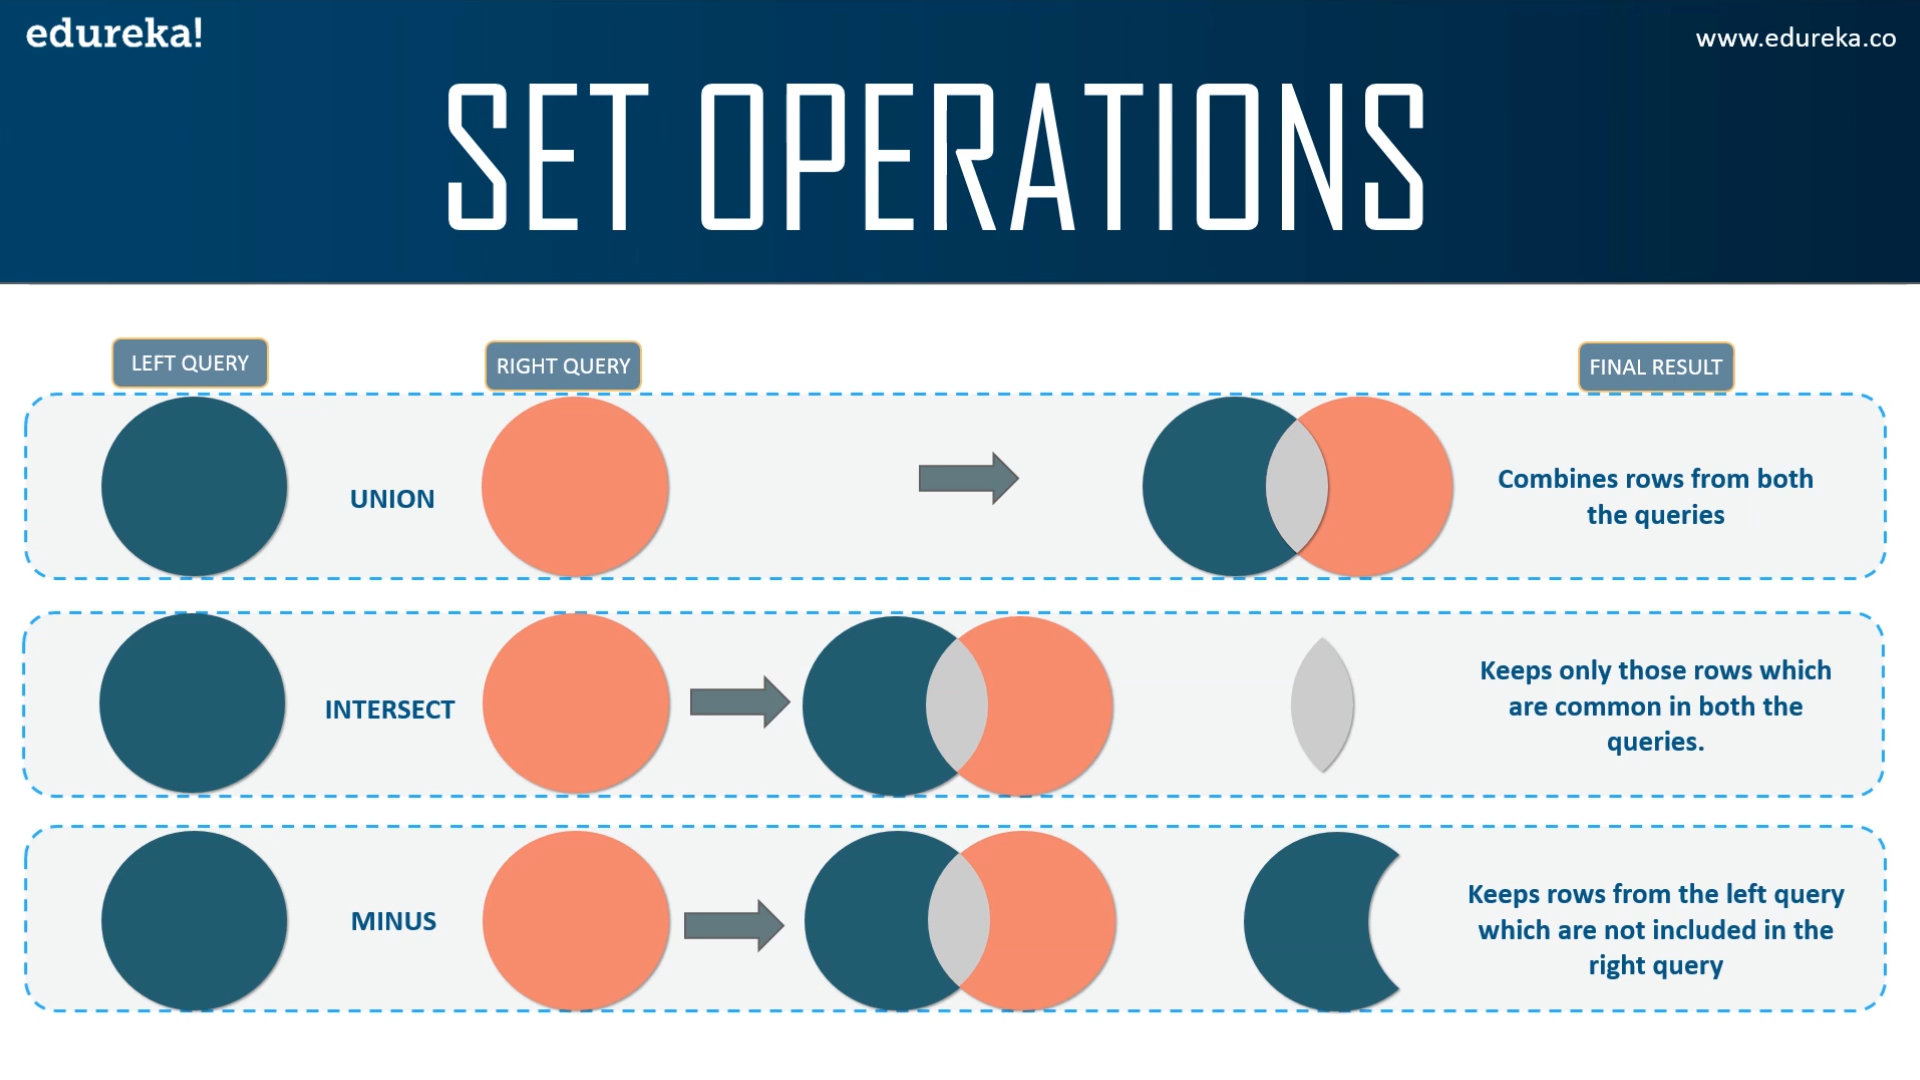 edureka!
www.edureka.co
SET OPERATIONS
LEFT QUERY
RIGHT QUERY
FINAL RESULT
UNION
Combines rows from both
the queries
INTERSECT
Keeps only those rows which
are common in both the
queries.
MINUS
Keeps rows from the left query
which are not included in the
right query